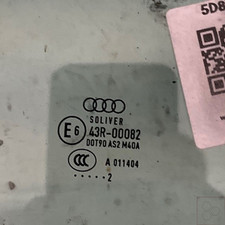 5D8
SOLIVER
E6 43R-00082
DOT90 AS2 M40A
CCC A 011404
.....2